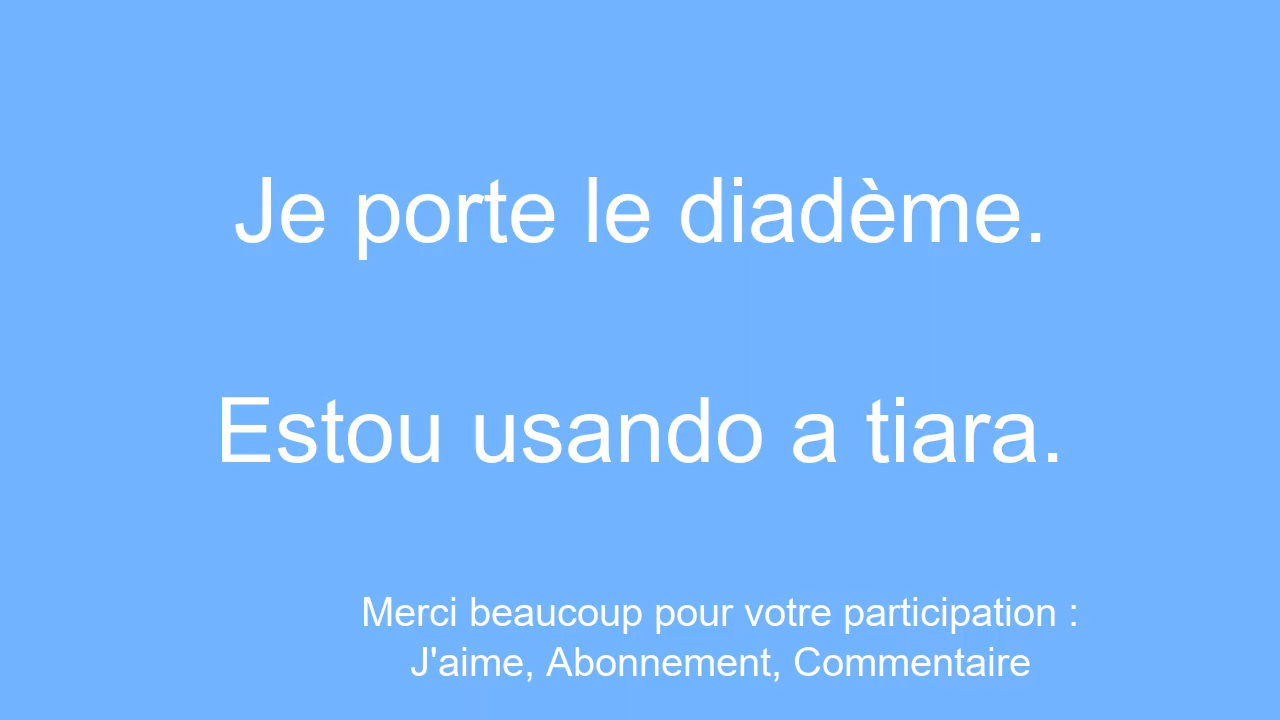 Je porte le diadème.
Estou usando a tiara.
Merci beaucoup pour votre participation :
J'aime, Abonnement, Commentaire